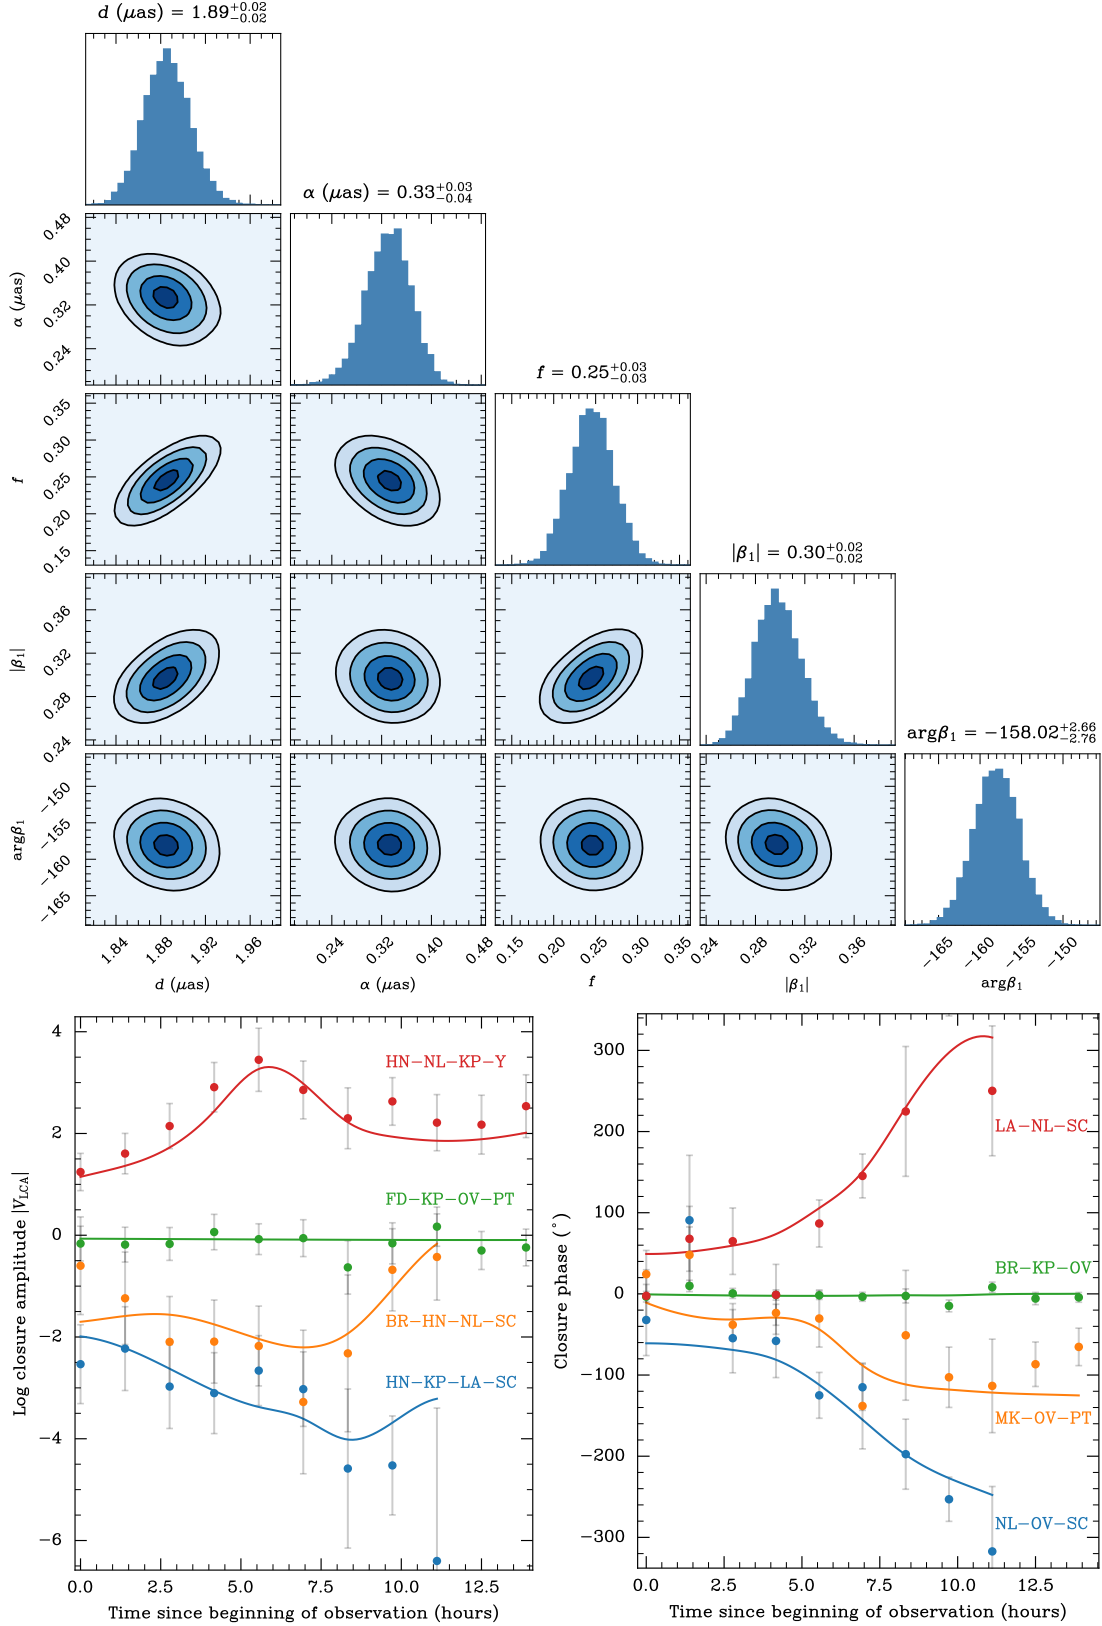 d (μas) = 1.89+0.02−0.02
α (μas) = 0.33+0.03−0.04
f = 0.25+0.03−0.03
|β1| = 0.30+0.02−0.02
argβ1 = −158.02+2.66−2.76
α (μas)
0.48
0.40
0.32
0.24
f
0.35
0.30
0.25
0.20
0.15
|β1|
0.36
0.32
0.28
0.24
argβ1
−150
−155
−160
−165
1.84 1.88 1.92 1.96
0.24 0.32 0.40 0.48
0.15 0.20 0.25 0.30 0.35
0.24 0.28 0.32 0.36
−165 −160 −155 −150
d (μas)
α (μas)
f
|β1|
argβ1
Log closure amplitude |VLCA|
4
2
0
−2
−4
−6
HN−NL−KP−Y
FD−KP−OV−PT
BR−HN−NL−SC
HN−KP−LA−SC
0.0 2.5 5.0 7.5 10.0 12.5
Time since beginning of observation (hours)
Closure phase (°)
300
200
100
0
−100
−200
−300
LA−NL−SC
BR−KP−OV
MK−OV−PT
NL−OV−SC
0.0 2.5 5.0 7.5 10.0 12.5
Time since beginning of observation (hours)